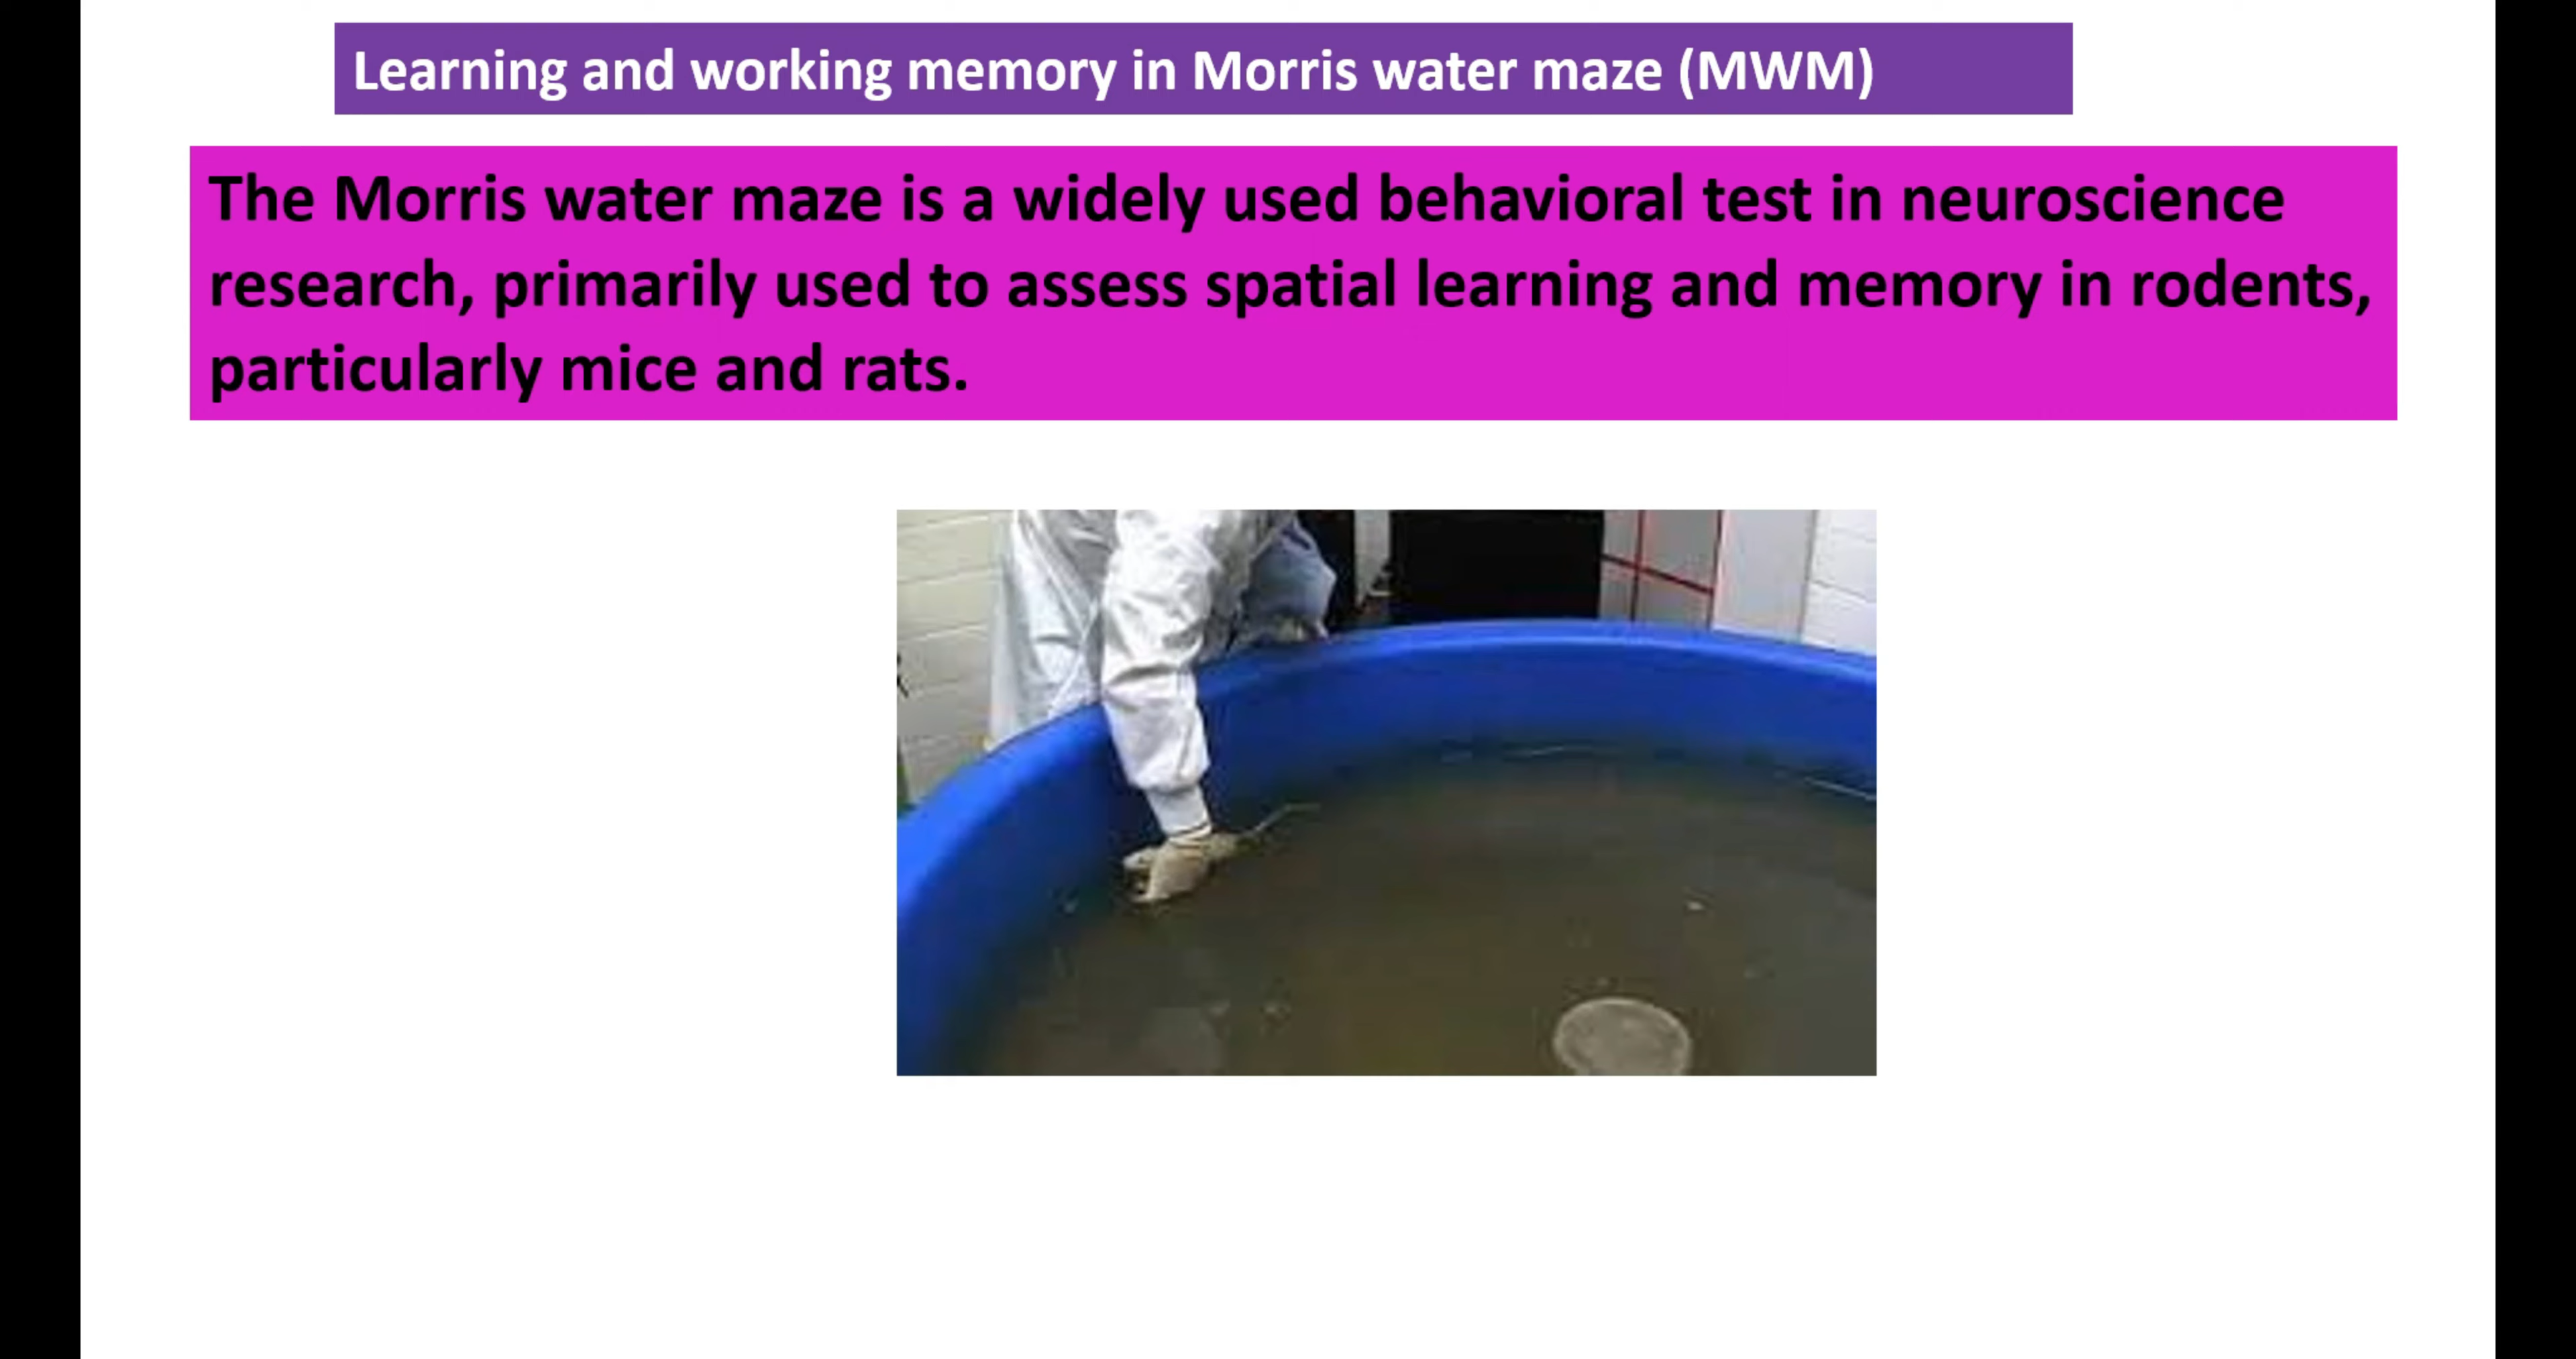 Learning and working memory in Morris water maze (MWM)
The Morris water maze is a widely used behavioral test in neuroscience
research, primarily used to assess spatial learning and memory in rodents,
particularly mice and rats.